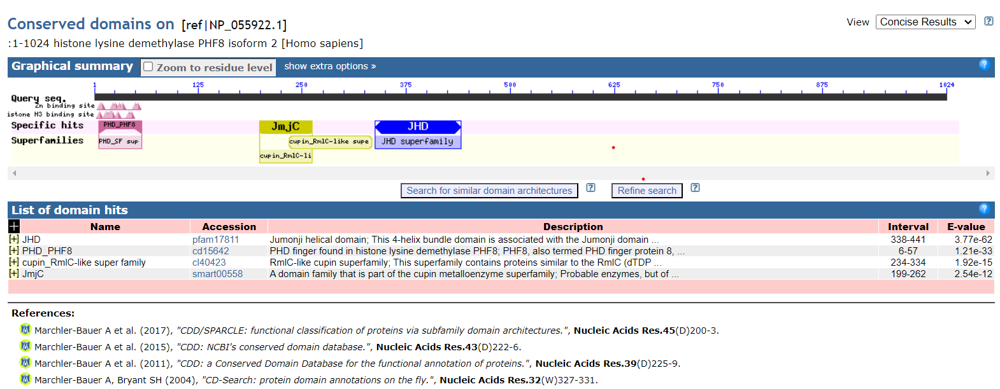 Conserved domains on [ref|NP_055922.1]
View Concise Results ?
:1-1024 histone lysine demethylase PHF8 isoform 2 [Homo sapiens]
Graphical summary Zoom to residue level show extra options » ?
1 125 250 375 500 625 750 875 1024
Query seq.
Zn binding site
istone H3 binding site
Specific hits PHD_PHF8 JmjC JHD
Superfamilies PHD_SF sup cupin_RmlC-like supe JHD superfamily
cupin_RmlC-li
Search for similar domain architectures ? Refine search ?
List of domain hits ?
+ Name Accession Description Interval E-value
[+] JHD pfam17811 Jumonji helical domain; This 4-helix bundle domain is associated with the Jumonji domain ... 338-441 3.77e-62
[+] PHD_PHF8 cd15642 PHD finger found in histone lysine demethylase PHF8; PHF8, also termed PHD finger protein 8, ... 6-57 1.21e-33
[+] cupin_RmlC-like super family cl40423 RmlC-like cupin superfamily; This superfamily contains proteins similar to the RmlC (dTDP ... 234-334 1.92e-15
[+] JmjC smart00558 A domain family that is part of the cupin metalloenzyme superfamily; Probable enzymes, but of ... 199-262 2.54e-12
References:
Marchler-Bauer A et al. (2017), "CDD/SPARCLE: functional classification of proteins via subfamily domain architectures.", Nucleic Acids Res.45(D)200-3.
Marchler-Bauer A et al. (2015), "CDD: NCBI's conserved domain database.", Nucleic Acids Res.43(D)222-6.
Marchler-Bauer A et al. (2011), "CDD: a Conserved Domain Database for the functional annotation of proteins.", Nucleic Acids Res.39(D)225-9.
Marchler-Bauer A, Bryant SH (2004), "CD-Search: protein domain annotations on the fly.", Nucleic Acids Res.32(W)327-331.